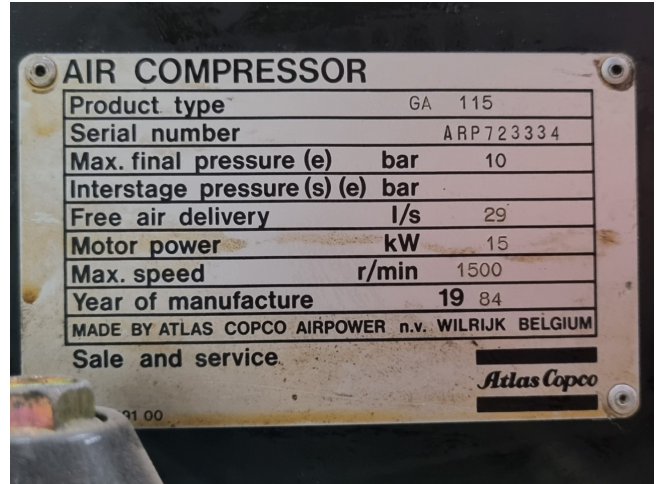 AIR COMPRESSOR
Product type GA 115
Serial number ARP723334
Max. final pressure (e) bar 10
Interstage pressure (s) (e) bar
Free air delivery l/s 29
Motor power kW 15
Max. speed r/min 1500
Year of manufacture 19 84
MADE BY ATLAS COPCO AIRPOWER n.v. WILRIJK BELGIUM
Sale and service
Atlas Copco
91 00